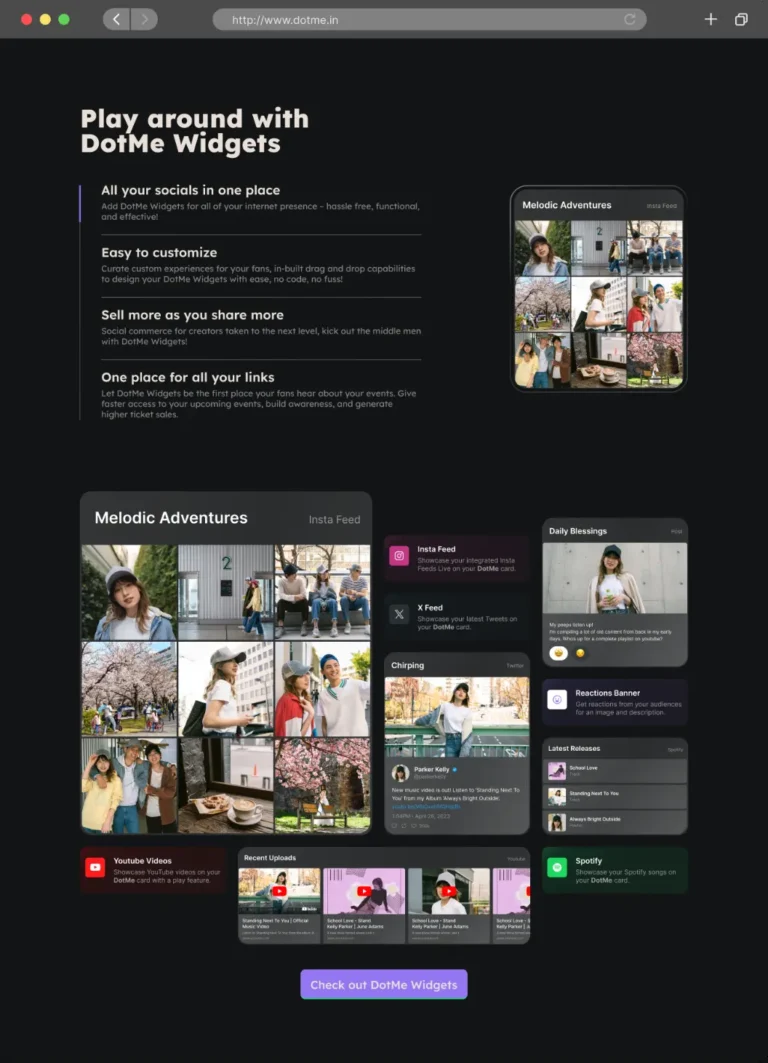 http://www.dotme.in
Play around with
DotMe Widgets
All your socials in one place
Add DotMe Widgets for all of your internet presence – hassle free, functional,
and effective!
Easy to customize
Curate custom experiences for your fans, in-built drag and drop capabilities
to design your DotMe Widgets with ease, no code, no fuss!
Sell more as you share more
Social commerce for creators taken to the next level, kick out the middle men
with DotMe Widgets!
One place for all your links
Let DotMe Widgets be the first place your fans hear about your events. Give
faster access to your upcoming events, build awareness, and generate
higher ticket sales.
Melodic Adventures Insta Feed
2
Melodic Adventures Insta Feed
2
Insta Feed
Showcase your integrated Insta
Feeds Live on your DotMe card.
X Feed
Showcase your latest Tweets on
your DotMe card.
Chirping Twitter
Parker Kelly
New music video is out! Listen to 'Standing Next To
You' from my Album 'Always Bright Outside.
1:04PM - April 26, 2023
Daily Blessings
My peeps listen up!
I'm compiling a lot of old content from back in my early
days. Who's up for a complete playlist on youtube?
Reactions Banner
Get reactions from your audiences
for an image and description.
Latest Releases Spotify
School Love
Track
Standing Next To You
Always Bright Outside
Youtube Videos
Showcase YouTube videos on your
DotMe card with a play feature.
Recent Uploads Youtube
Standing Next To You | Official
Music Video
School Love - Stand
Kelly Parker | June Adams
School Love - Stand
Kelly Parker | June Adams
School Love - S
Kelly Parker |
Spotify
Showcase your Spotify songs on
your DotMe card.
Check out DotMe Widgets